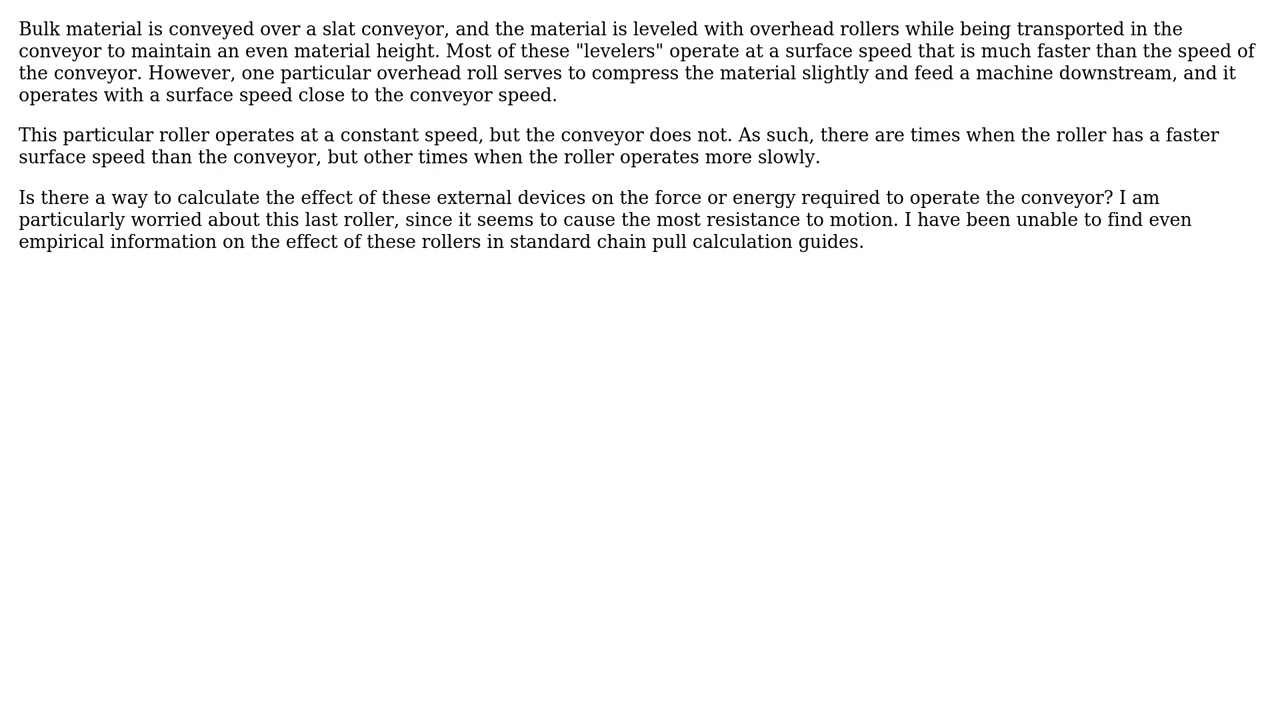 Bulk material is conveyed over a slat conveyor, and the material is leveled with overhead rollers while being transported in the
conveyor to maintain an even material height. Most of these "levelers" operate at a surface speed that is much faster than the speed of
the conveyor. However, one particular overhead roll serves to compress the material slightly and feed a machine downstream, and it
operates with a surface speed close to the conveyor speed.
This particular roller operates at a constant speed, but the conveyor does not. As such, there are times when the roller has a faster
surface speed than the conveyor, but other times when the roller operates more slowly.
Is there a way to calculate the effect of these external devices on the force or energy required to operate the conveyor? I am
particularly worried about this last roller, since it seems to cause the most resistance to motion. I have been unable to find even
empirical information on the effect of these rollers in standard chain pull calculation guides.